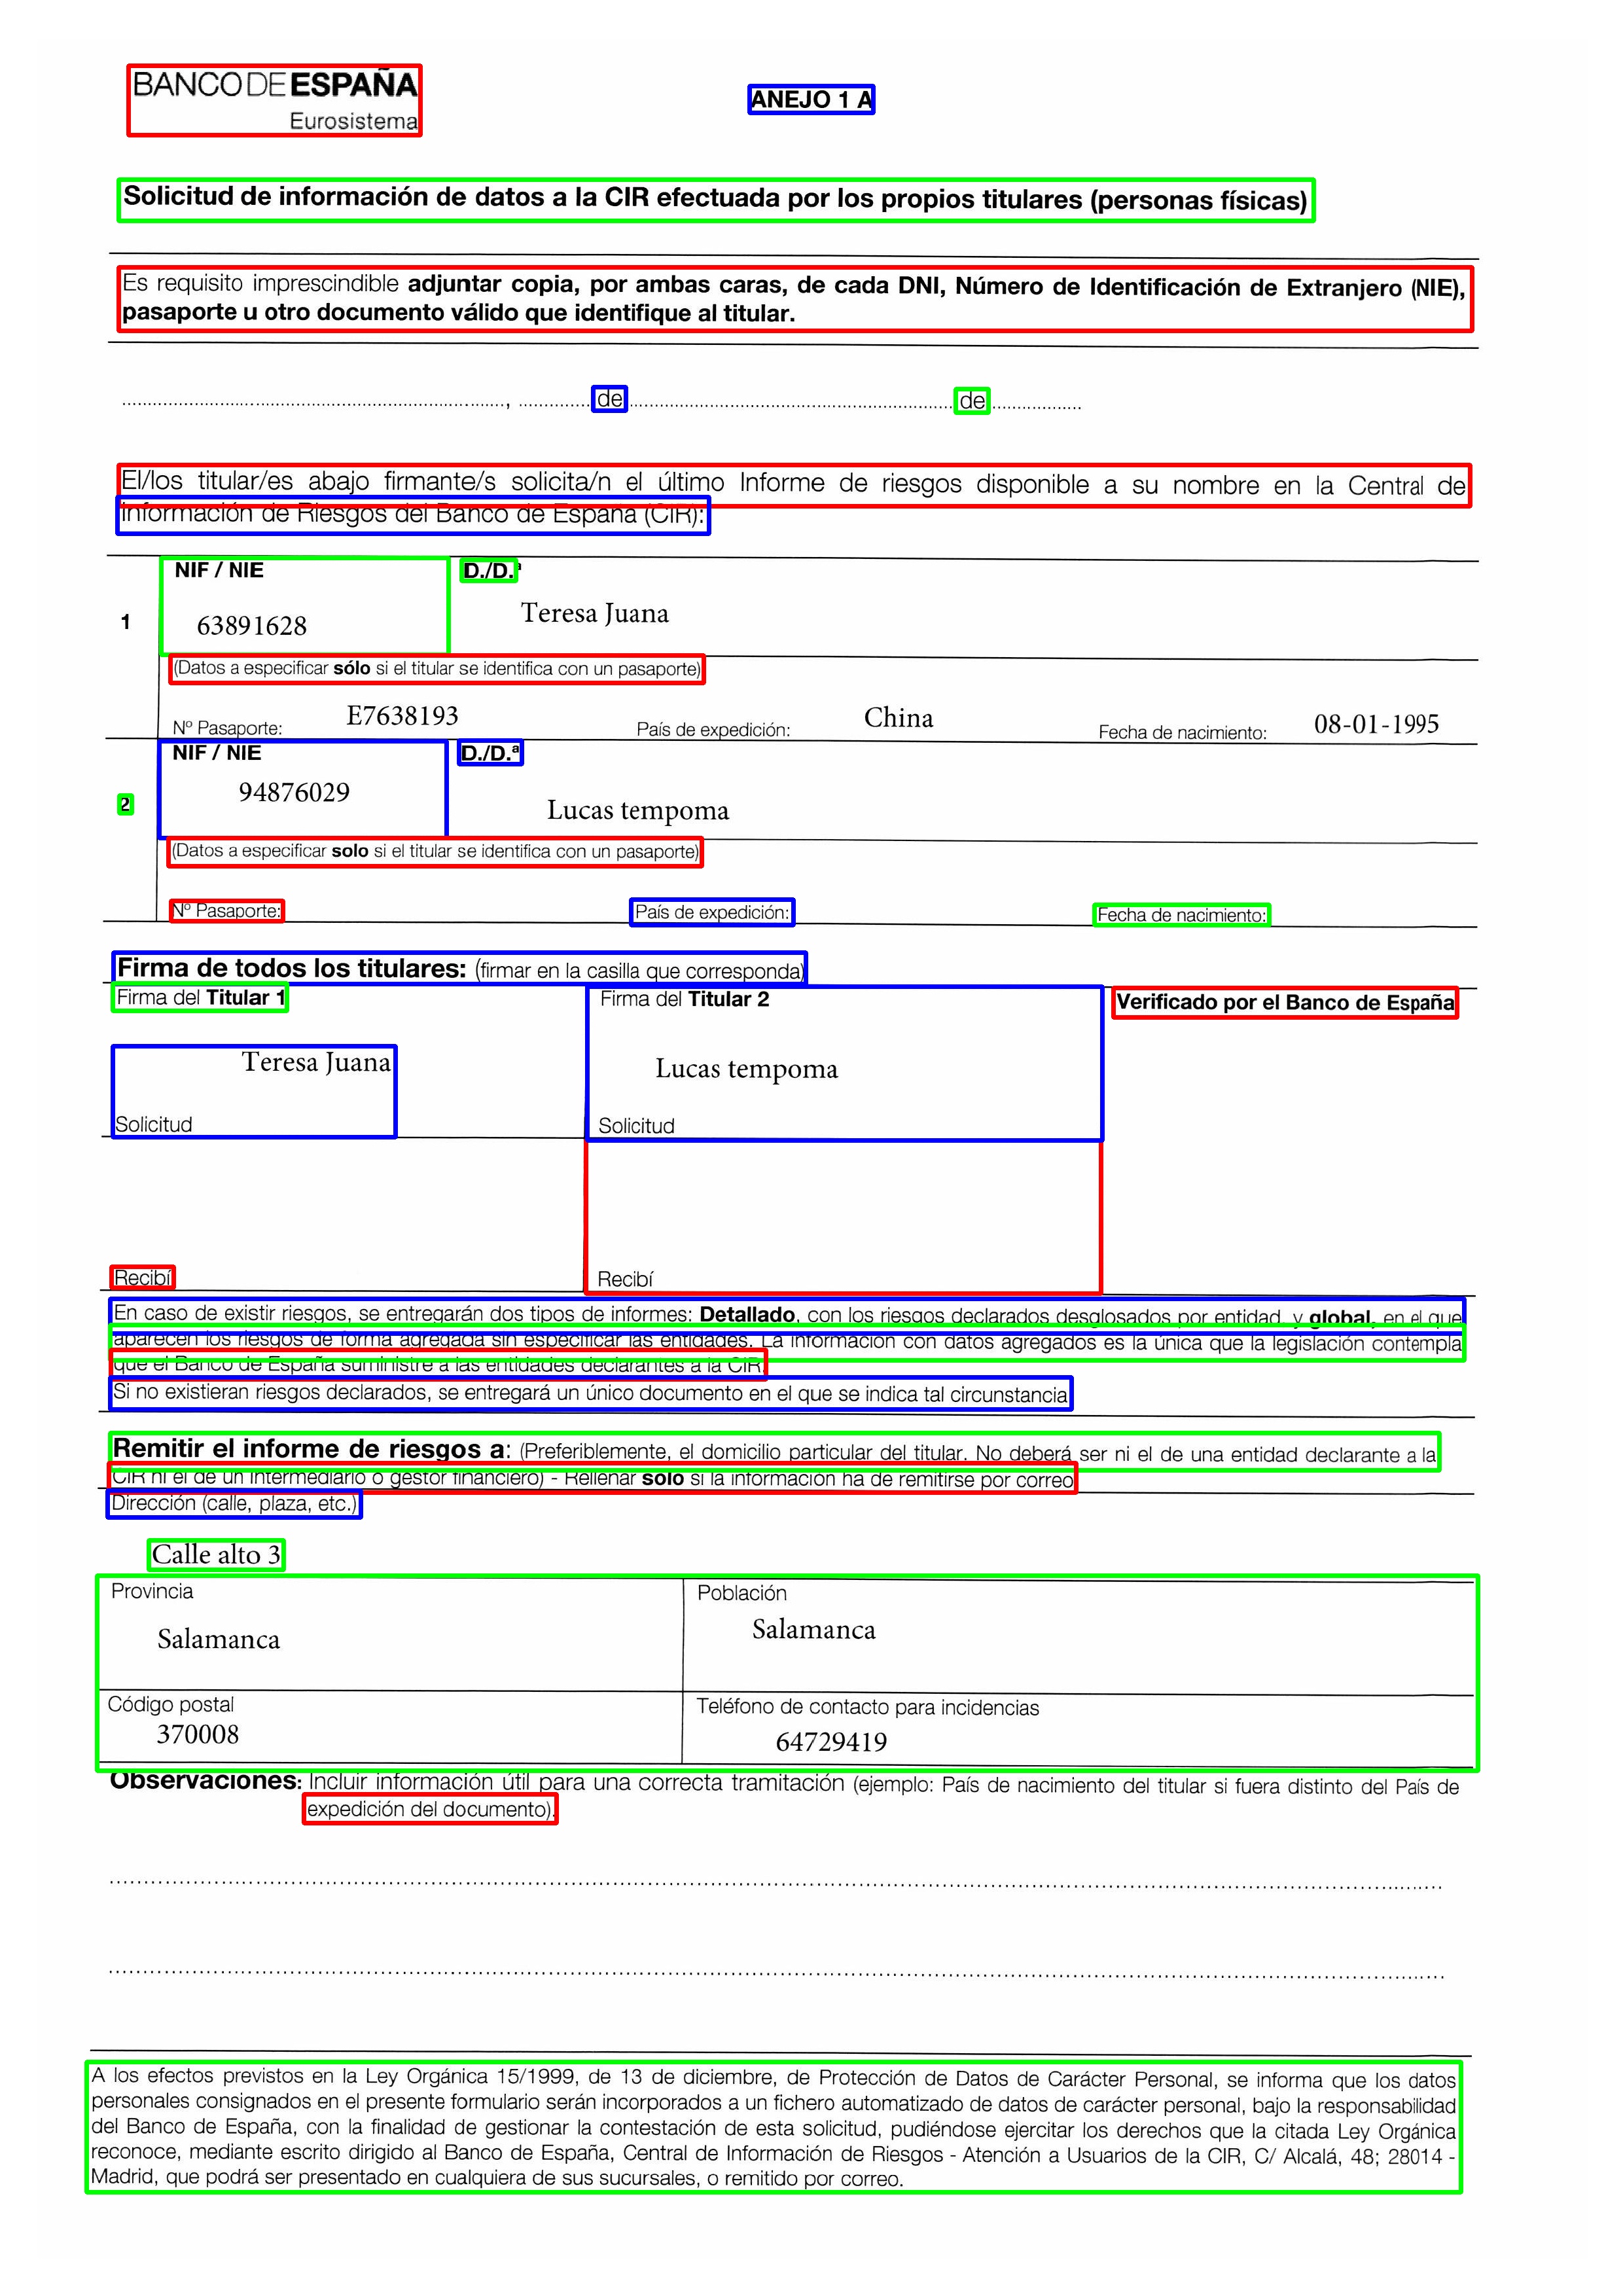 BANCODEESPAÑA
Eurosistema
ANEJO 1 A
Solicitud de información de datos a la CIR efectuada por los propios titulares (personas físicas)
Es requisito imprescindible adjuntar copia, por ambas caras, de cada DNI, Número de Identificación de Extranjero (NIE),
pasaporte u otro documento válido que identifique al titular.
, de de
El/los titular/es abajo firmante/s solicita/n el último Informe de riesgos disponible a su nombre en la Central de
Información de Riesgos del Banco de España (CIR):
NIF / NIE D./D.ª
1 63891628 Teresa Juana
(Datos a especificar sólo si el titular se identifica con un pasaporte)
Nº Pasaporte: E7638193 País de expedición: China Fecha de nacimiento: 08-01-1995
NIF / NIE D./D.ª
2 94876029 Lucas tempoma
(Datos a especificar solo si el titular se identifica con un pasaporte)
Nº Pasaporte: País de expedición: Fecha de nacimiento:
Firma de todos los titulares: (firmar en la casilla que corresponda)
Firma del Titular 1 Firma del Titular 2 Verificado por el Banco de España
Teresa Juana Lucas tempoma
Solicitud Solicitud
Recibí Recibí
En caso de existir riesgos, se entregarán dos tipos de informes: Detallado, con los riesgos declarados desglosados por entidad, y global, en el que
aparecen los riesgos de forma agregada sin especificar las entidades. La información con datos agregados es la única que la legislación contempla
que el Banco de España suministre a las entidades declarantes a la CIR.
Si no existieran riesgos declarados, se entregará un único documento en el que se indica tal circunstancia
Remitir el informe de riesgos a: (Preferiblemente, el domicilio particular del titular. No deberá ser ni el de una entidad declarante a la
CIR ni el de un intermediario o gestor financiero) - Rellenar solo si la información ha de remitirse por correo
Dirección (calle, plaza, etc.)
Calle alto 3
Provincia Población
Salamanca Salamanca
Código postal Teléfono de contacto para incidencias
370008 64729419
Observaciones: Incluir información útil para una correcta tramitación (ejemplo: País de nacimiento del titular si fuera distinto del País de
expedición del documento).
A los efectos previstos en la Ley Orgánica 15/1999, de 13 de diciembre, de Protección de Datos de Carácter Personal, se informa que los datos
personales consignados en el presente formulario serán incorporados a un fichero automatizado de datos de carácter personal, bajo la responsabilidad
del Banco de España, con la finalidad de gestionar la contestación de esta solicitud, pudiéndose ejercitar los derechos que la citada Ley Orgánica
reconoce, mediante escrito dirigido al Banco de España, Central de Información de Riesgos - Atención a Usuarios de la CIR, C/ Alcalá, 48; 28014 -
Madrid, que podrá ser presentado en cualquiera de sus sucursales, o remitido por correo.